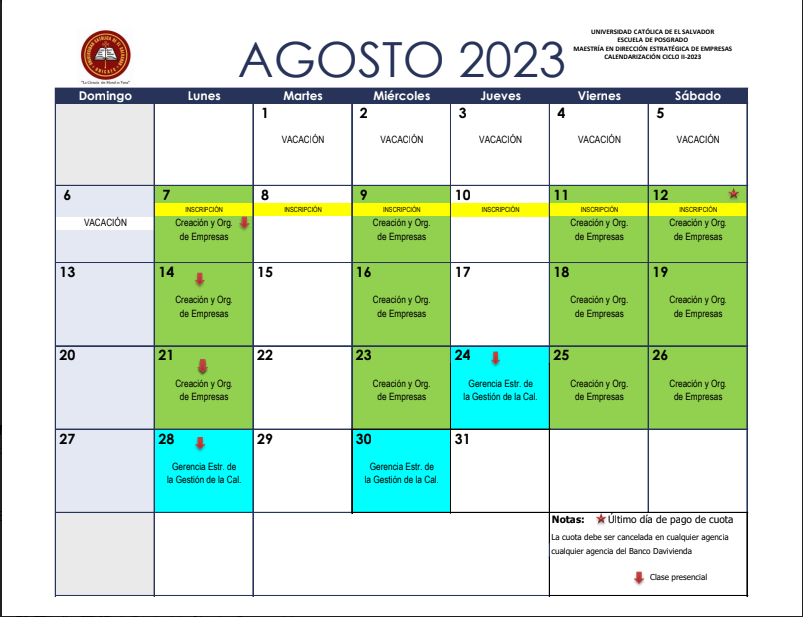 UNIVERSIDAD CATÓLICA DE EL SALVADOR
ESCUELA DE POSGRADO
MAESTRÍA EN DIRECCIÓN ESTRATÉGICA DE EMPRESAS
CALENDARIZACIÓN CICLO II-2023
AGOSTO 2023
Domingo Lunes Martes Miércoles Jueves Viernes Sábado
1 2 3 4 5
VACACIÓN VACACIÓN VACACIÓN VACACIÓN VACACIÓN
6 7 8 9 10 11 12
INSCRIPCIÓN INSCRIPCIÓN INSCRIPCIÓN INSCRIPCIÓN INSCRIPCIÓN INSCRIPCIÓN
VACACIÓN Creación y Org. Creación y Org. Creación y Org. Creación y Org.
de Empresas de Empresas de Empresas de Empresas
13 14 15 16 17 18 19
Creación y Org. Creación y Org. Creación y Org. Creación y Org.
de Empresas de Empresas de Empresas de Empresas
20 21 22 23 24 25 26
Creación y Org. Creación y Org. Gerencia Estr. de Creación y Org. Creación y Org.
de Empresas de Empresas la Gestión de la Cal. de Empresas de Empresas
27 28 29 30 31
Gerencia Estr. de Gerencia Estr. de
la Gestión de la Cal. la Gestión de la Cal.
Notas: Último día de pago de cuota
La cuota debe ser cancelada en cualquier agencia
cualquier agencia del Banco Davivienda
Clase presencial